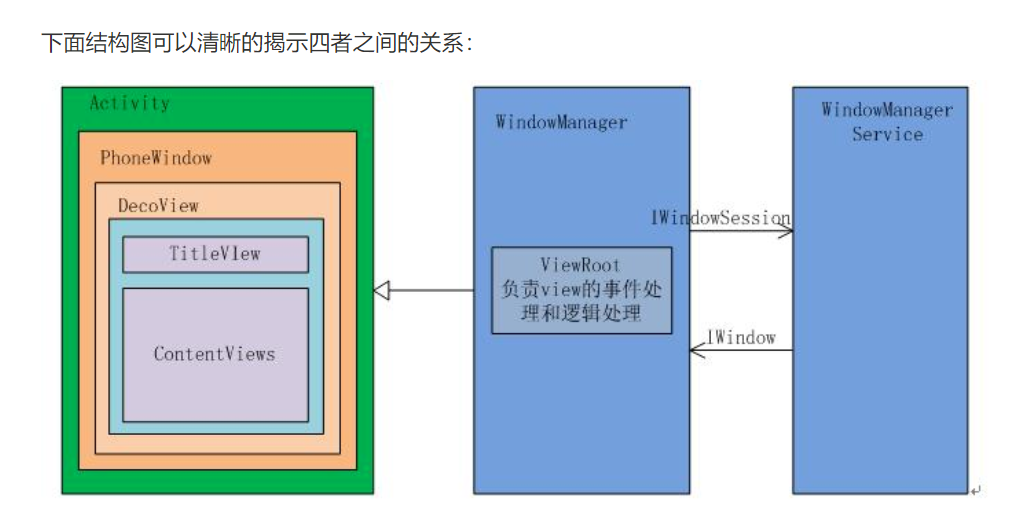 下面结构图可以清晰的揭示四者之间的关系：
Activity
PhoneWindow
DecoView
TitleVIew
ContentViews
WindowManager
ViewRoot
负责view的事件处
理和逻辑处理
IWindowSession
IWindow
WindowManager
Service